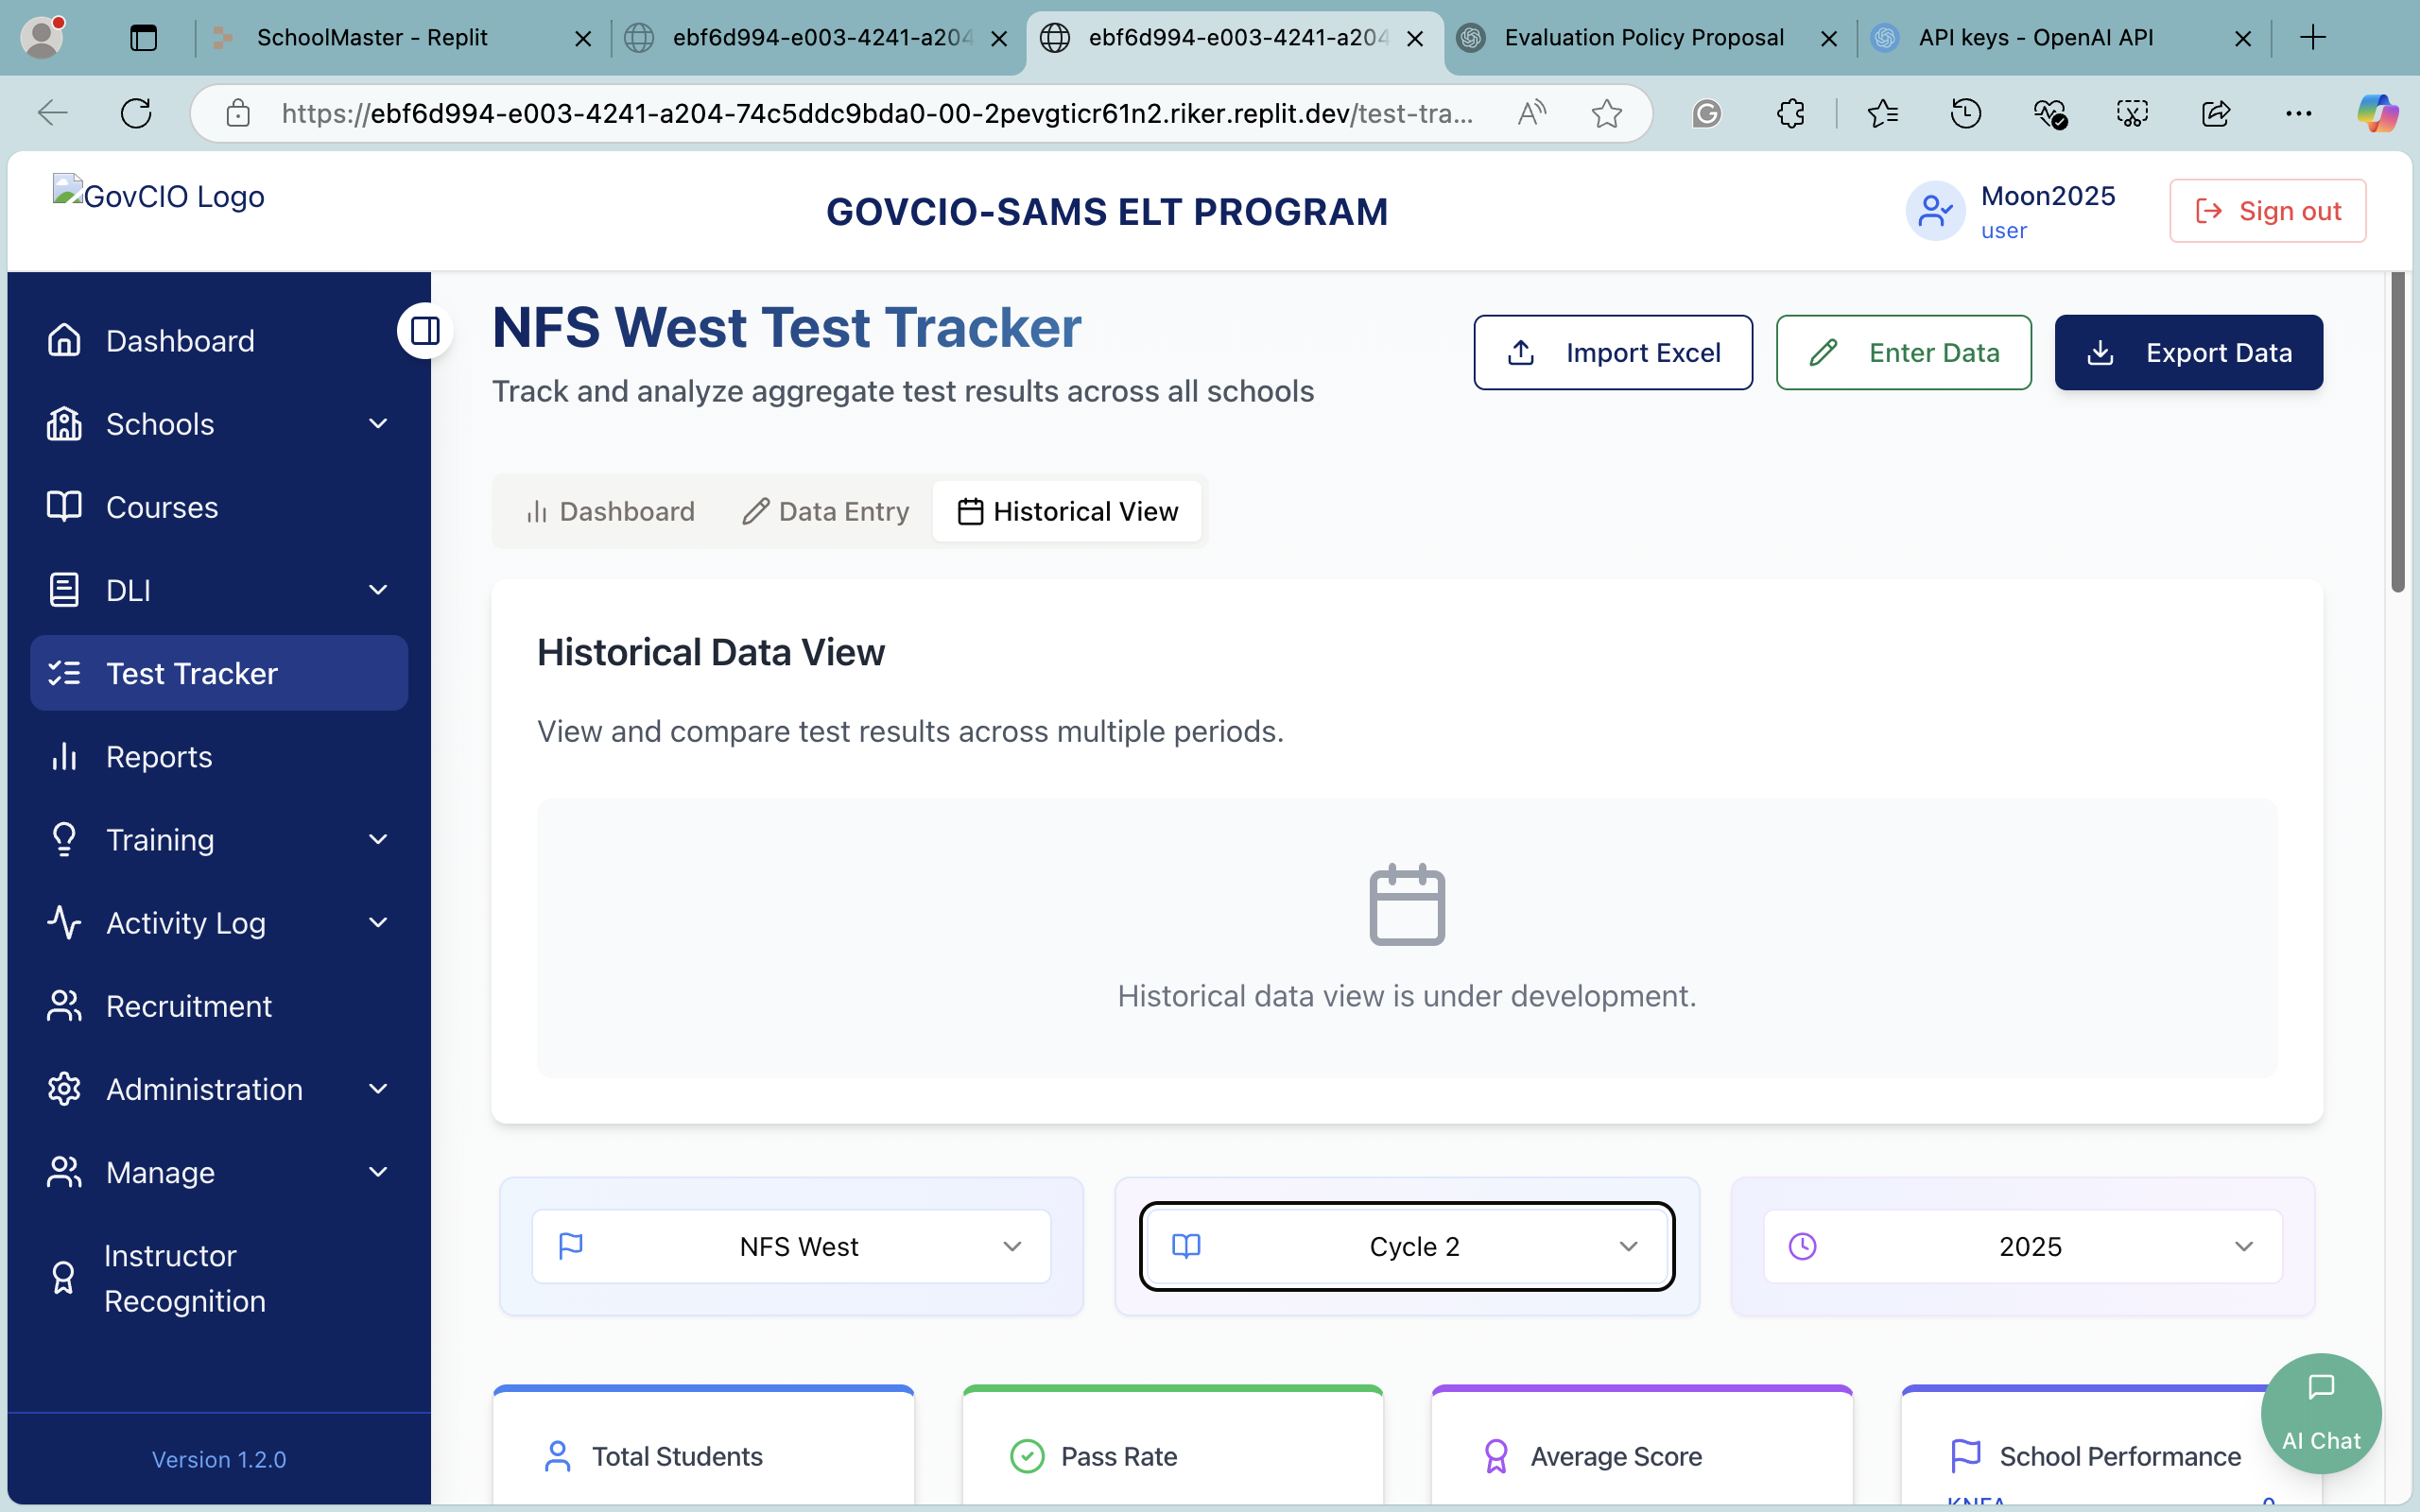 SchoolMaster - Replit
ebf6d994-e003-4241-a204
ebf6d994-e003-4241-a204
Evaluation Policy Proposal
API keys - OpenAI API
https://ebf6d994-e003-4241-a204-74c5ddc9bda0-00-2pevgticr61n2.riker.replit.dev/test-tra...
GovCIO Logo
GOVCIO-SAMS ELT PROGRAM
Moon2025
user
Sign out
Dashboard
Schools
Courses
DLI
Test Tracker
Reports
Training
Activity Log
Recruitment
Administration
Manage
Instructor
Recognition
Version 1.2.0
NFS West Test Tracker
Track and analyze aggregate test results across all schools
Import Excel
Enter Data
Export Data
Dashboard
Data Entry
Historical View
Historical Data View
View and compare test results across multiple periods.
Historical data view is under development.
NFS West
Cycle 2
2025
Total Students
Pass Rate
Average Score
School Performance
AI Chat